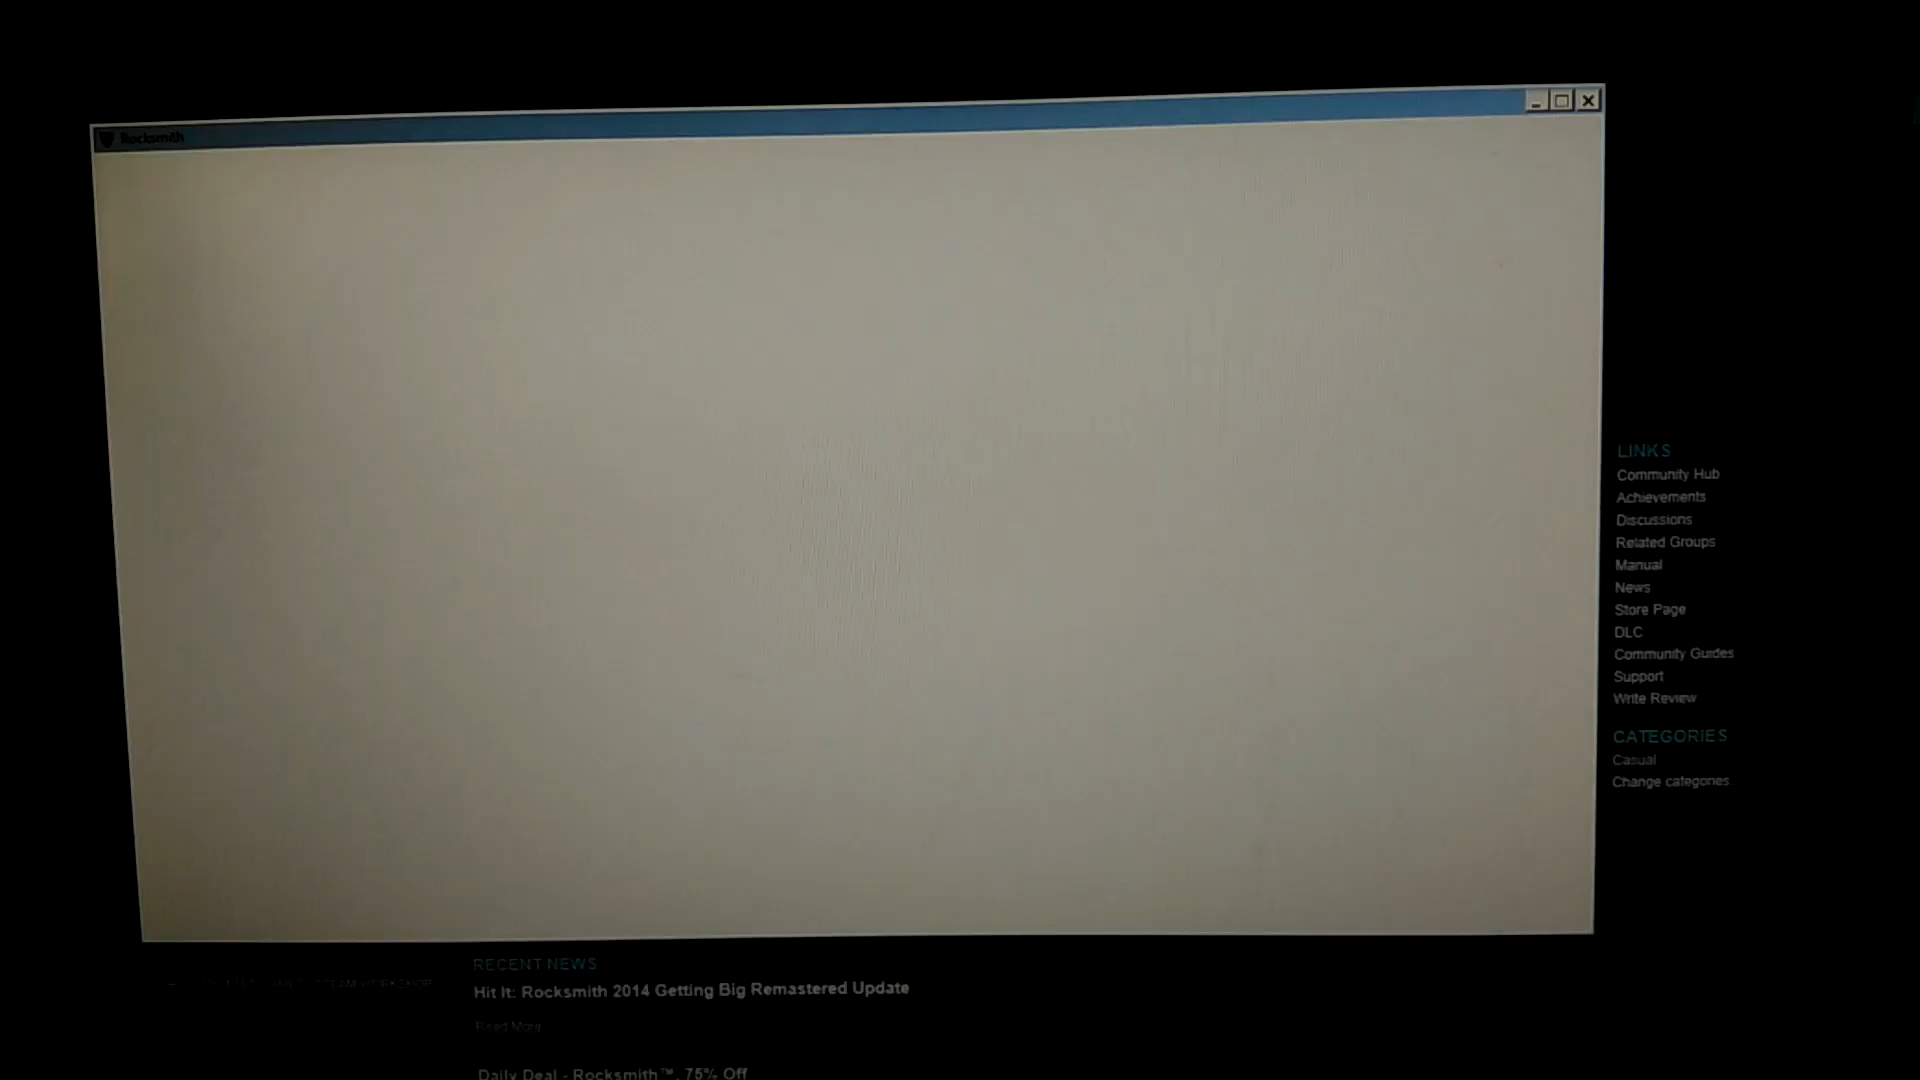 Rocksmith
LINKS
Community Hub
Achievements
Discussions
Related Groups
Manual
News
Store Page
DLC
Community Guides
Support
Write Review
CATEGORIES
Casual
Change categories
RECENT NEWS
WORKSHOP
Hit It: Rocksmith 2014 Getting Big Remastered Update
Read More
Daily Deal - Rocksmith™, 75% Off